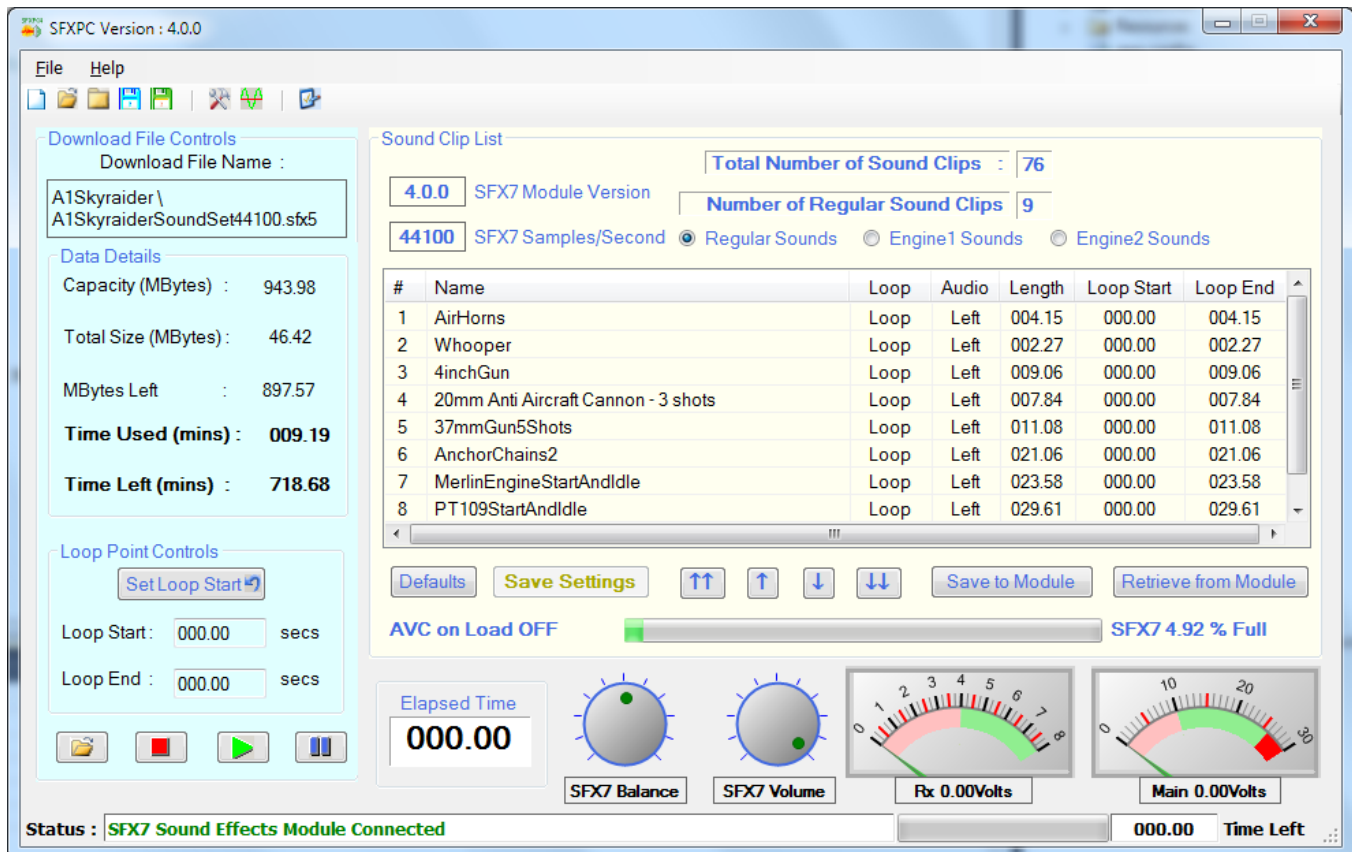 SFXPC Version : 4.0.0
File Help
Download File Controls
Download File Name :
A1Skyraider \
A1SkyraiderSoundSet44100.sfx5
Data Details
Capacity (MBytes) : 943.98
Total Size (MBytes) : 46.42
MBytes Left : 897.57
Time Used (mins) : 009.19
Time Left (mins) : 718.68
Loop Point Controls
Set Loop Start
Loop Start : 000.00 secs
Loop End : 000.00 secs
Sound Clip List
Total Number of Sound Clips : 76
4.0.0 SFX7 Module Version
Number of Regular Sound Clips 9
44100 SFX7 Samples/Second Regular Sounds Engine1 Sounds Engine2 Sounds
# Name Loop Audio Length Loop Start Loop End
1 AirHorns Loop Left 004.15 000.00 004.15
2 Whooper Loop Left 002.27 000.00 002.27
3 4inchGun Loop Left 009.06 000.00 009.06
4 20mm Anti Aircraft Cannon - 3 shots Loop Left 007.84 000.00 007.84
5 37mmGun5Shots Loop Left 011.08 000.00 011.08
6 AnchorChains2 Loop Left 021.06 000.00 021.06
7 MerlinEngineStartAndIdle Loop Left 023.58 000.00 023.58
8 PT109StartAndIdle Loop Left 029.61 000.00 029.61
Defaults Save Settings ↑↑ ↑ ↓ ↓↓ Save to Module Retrieve from Module
AVC on Load OFF SFX7 4.92 % Full
Elapsed Time
000.00
SFX7 Balance
SFX7 Volume
0 1 2 3 4 5 6 7 8
Rx 0.00Volts
0 10 20 30
Main 0.00Volts
Status : SFX7 Sound Effects Module Connected 000.00 Time Left